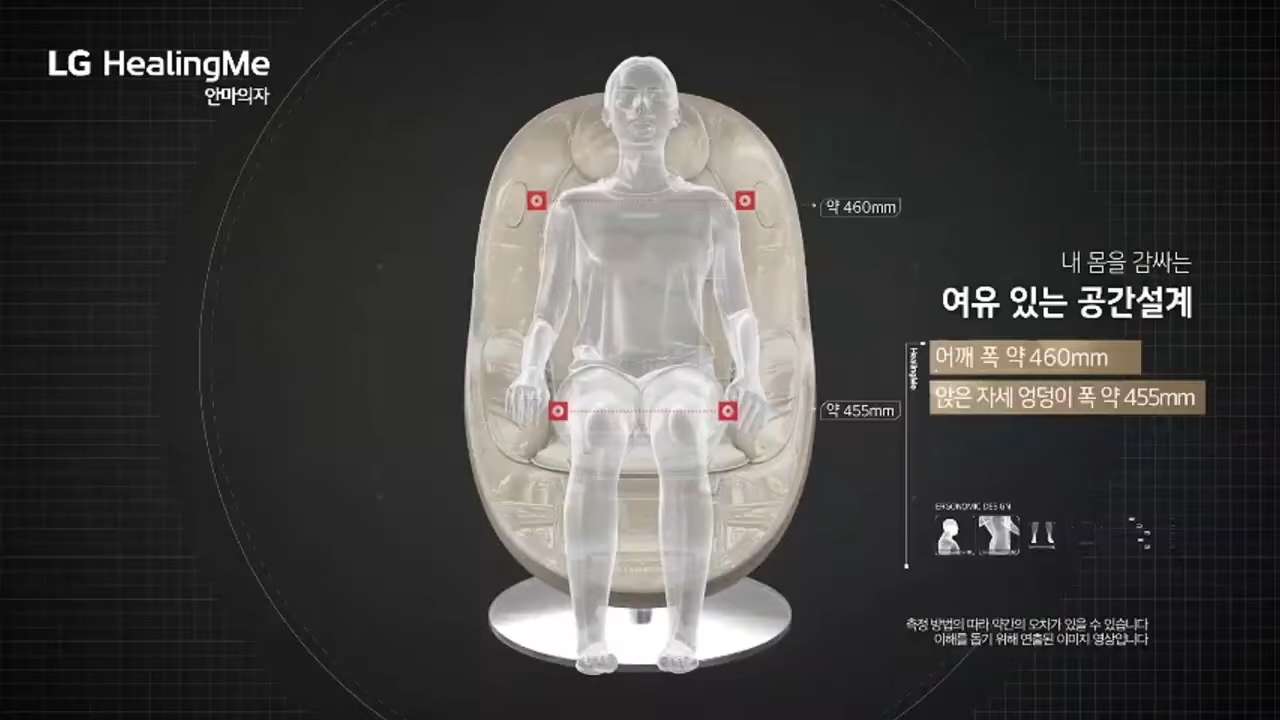 LG HealingMe
안마의자
약 460mm
내 몸을 감싸는
여유 있는 공간설계
어깨 폭 약 460mm
앉은 자세 엉덩이 폭 약 455mm
약 455mm
HealingMe
ERGONOMIC DESIGN
측정 방법의 따라 약간의 오차가 있을 수 있습니다
이해를 돕기 위해 연출된 이미지 영상입니다